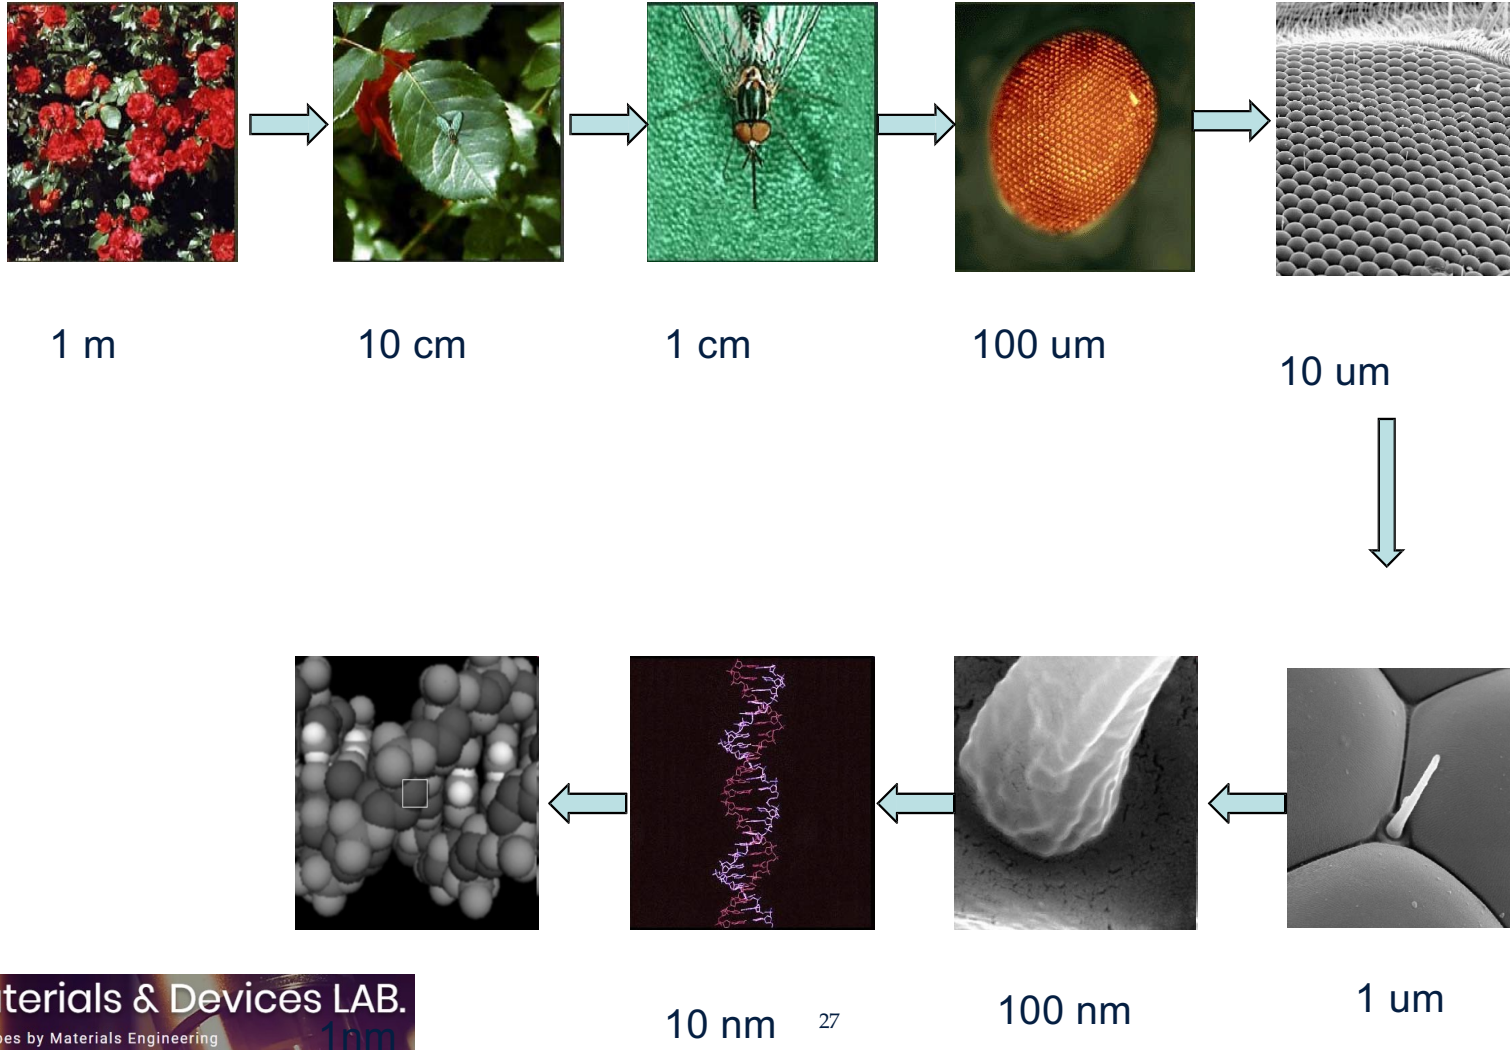 1 m
10 cm
1 cm
100 um
10 um
1 um
100 nm
10 nm
27
1nm
terials & Devices LAB.
by Materials Engineering